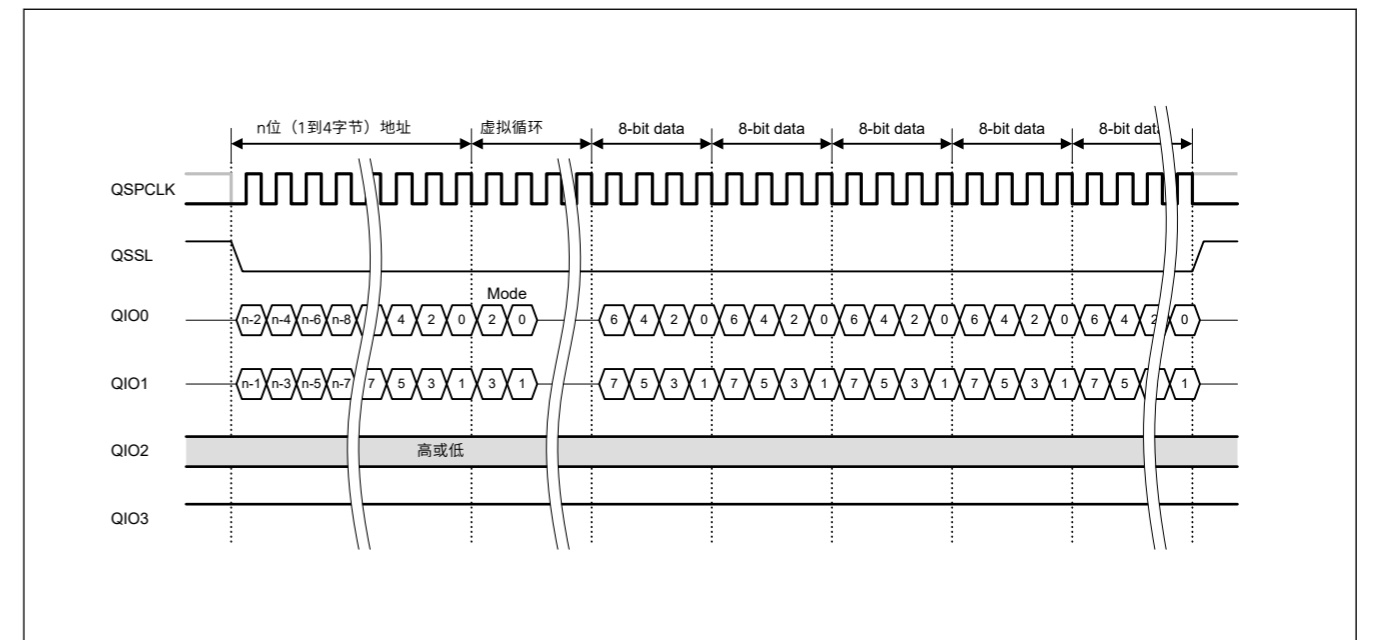 n位（1到4字节）地址 虚拟循环 8-bit data 8-bit data 8-bit data 8-bit data 8-bit data
QSPCLK
QSSL
Mode
QIO0 n-2 n-4 n-6 n-8 4 2 0 2 0 6 4 2 0 6 4 2 0 6 4 2 0 6 4 2 0 6 4 2 0
QIO1 n-1 n-3 n-5 n-7 7 5 3 1 3 1 7 5 3 1 7 5 3 1 7 5 3 1 7 5 3 1 7 5 1
QIO2 高或低
QIO3